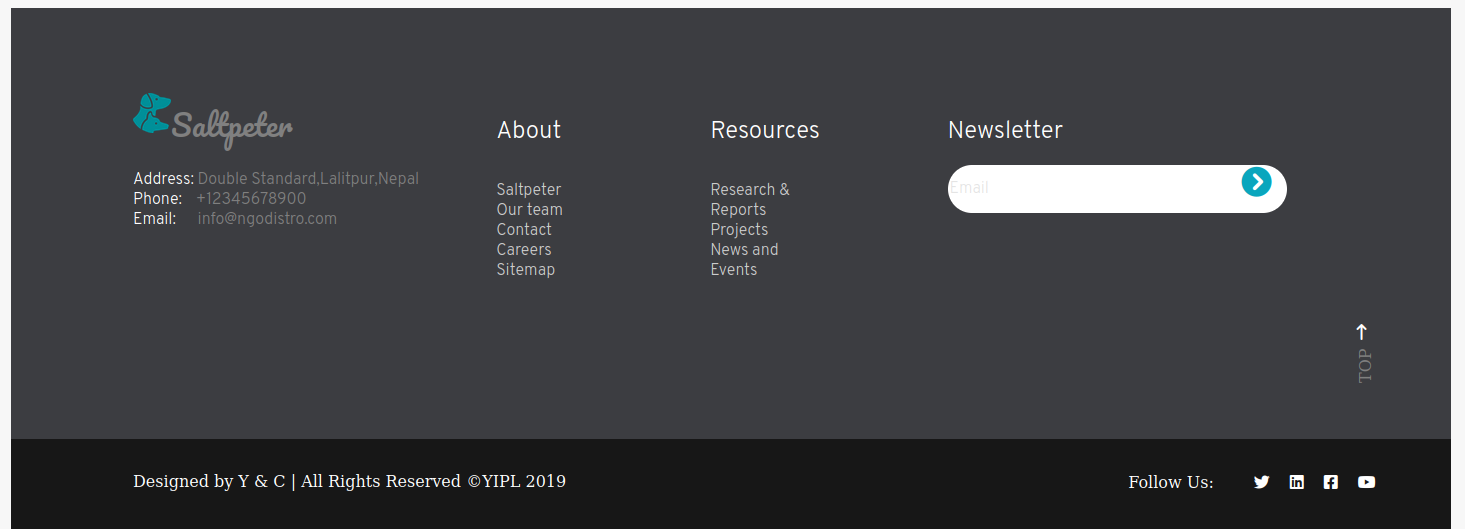 Saltpeter
Address: Double Standard,Lalitpur,Nepal
Phone: +12345678900
Email: info@ngodistro.com
About
Saltpeter
Our team
Contact
Careers
Sitemap
Resources
Research &
Reports
Projects
News and
Events
Newsletter
Email
TOP
Designed by Y & C | All Rights Reserved ©YIPL 2019
Follow Us: